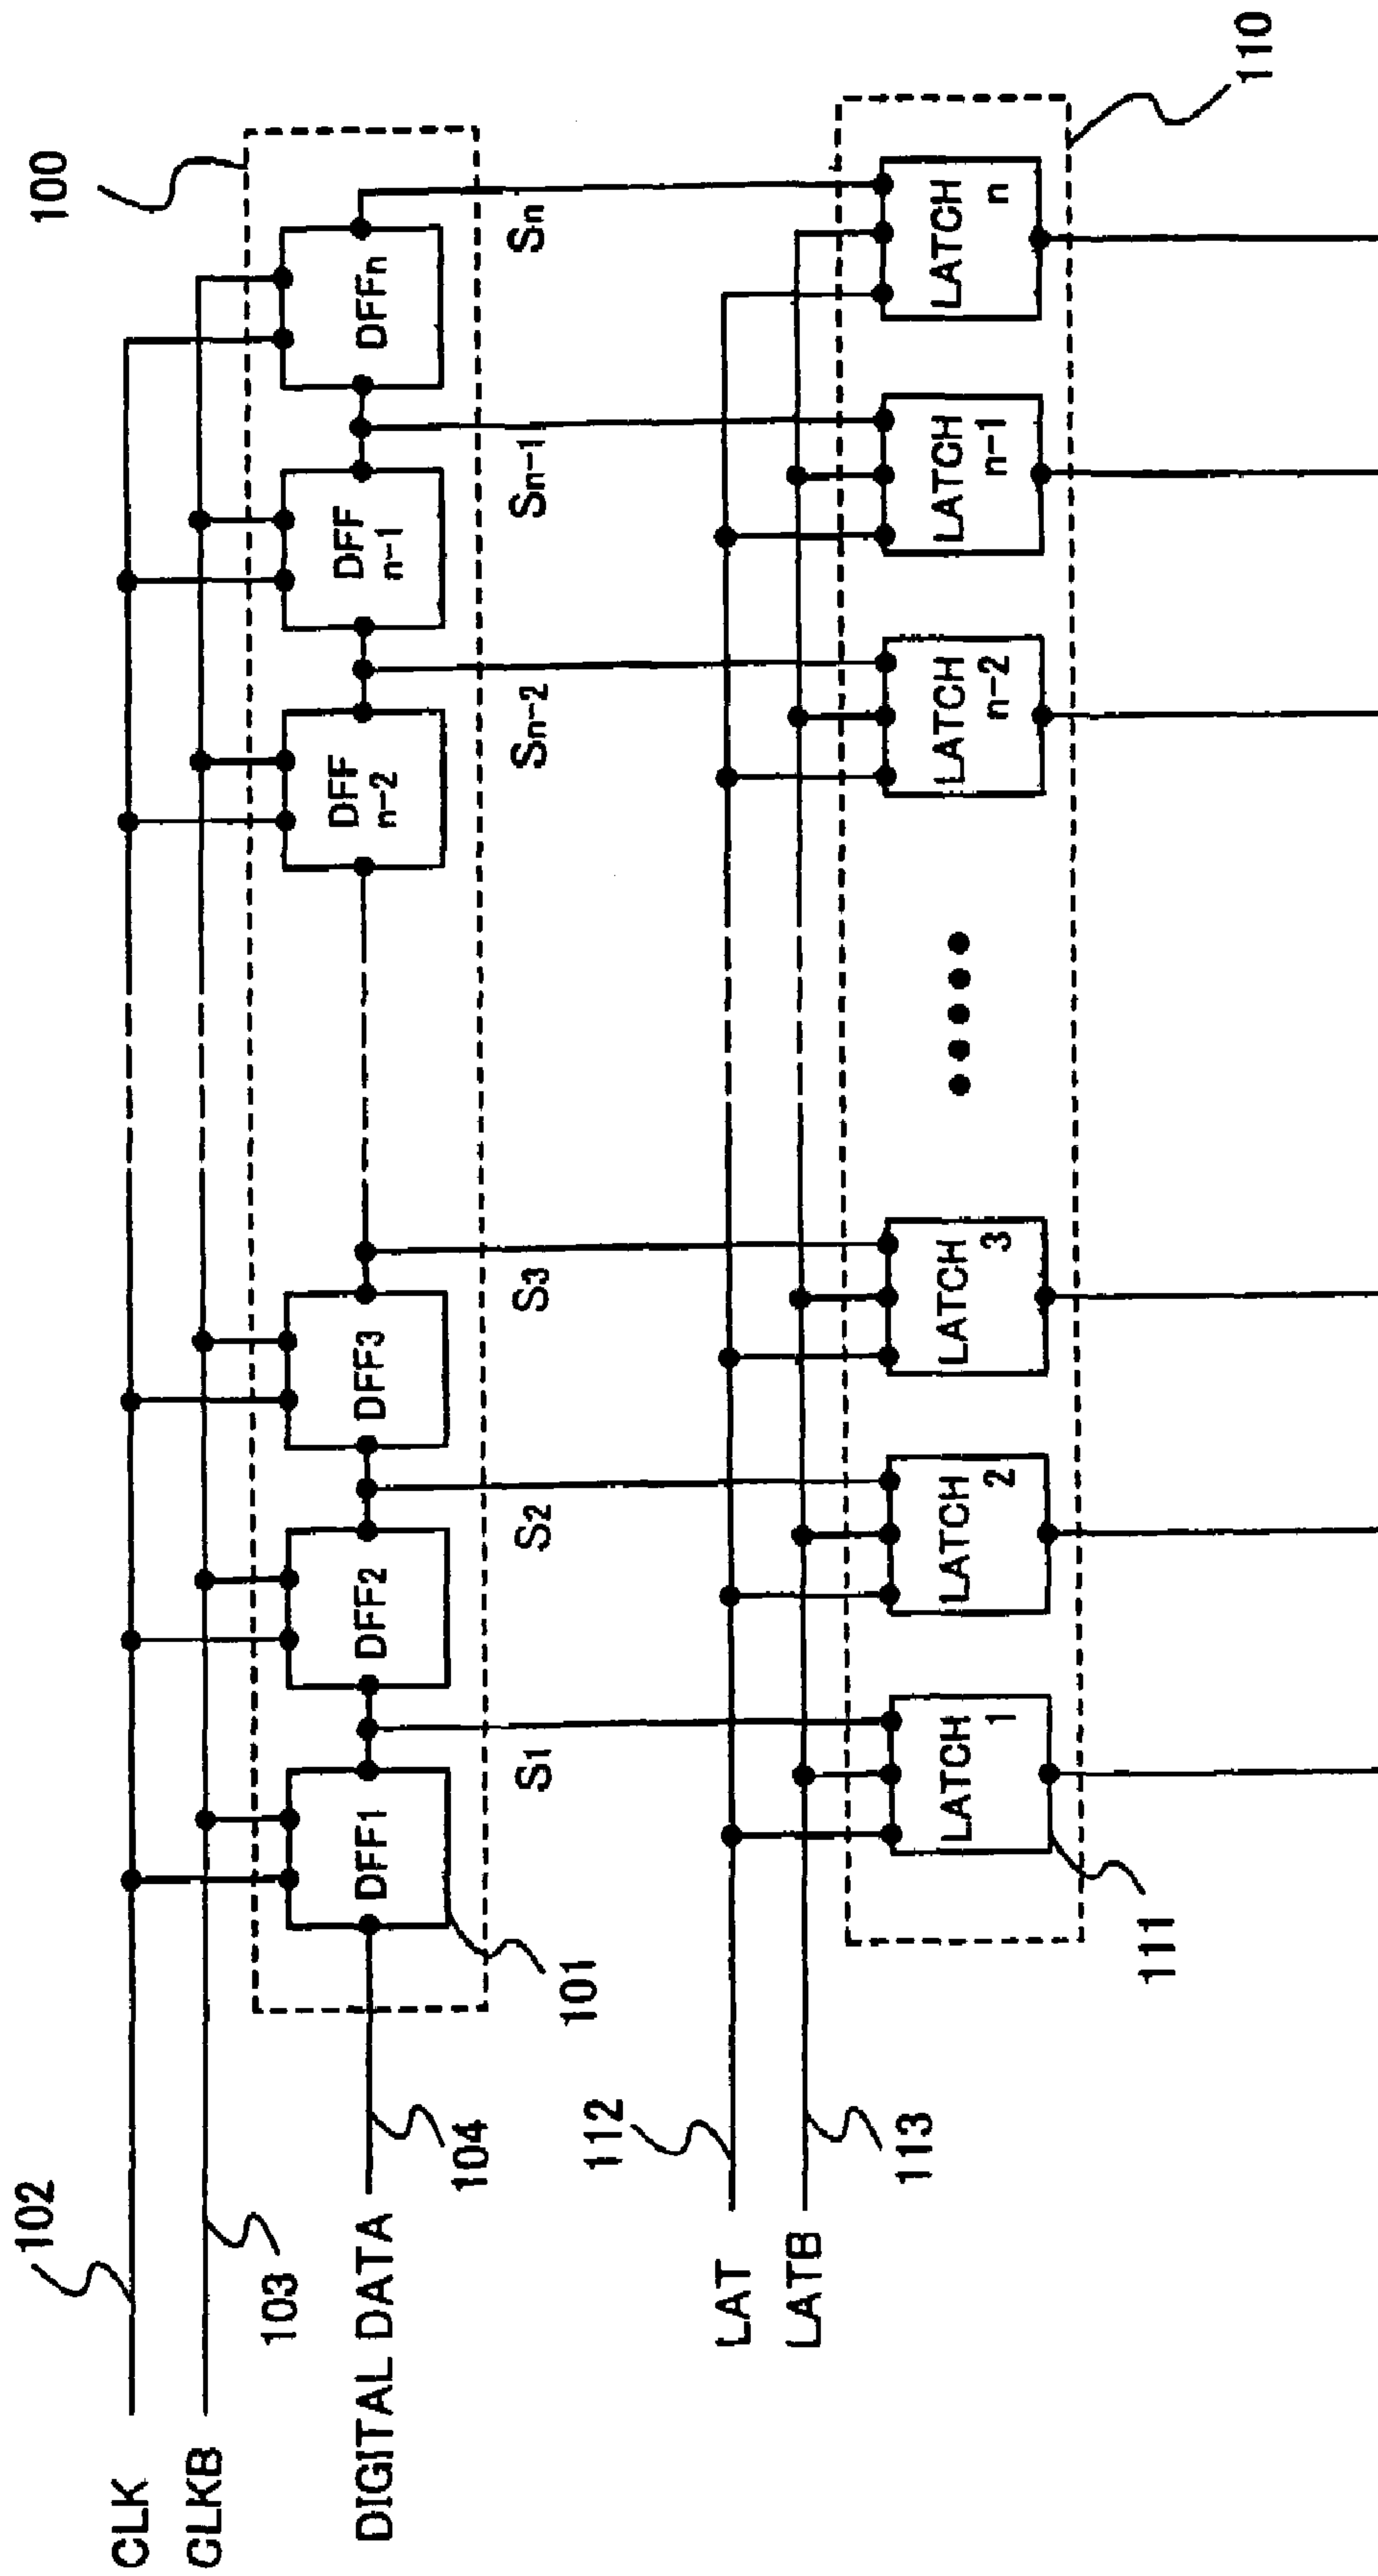 100
102
CLK
CLKB
103
DFF1
DFF2
DFF3
DFF
n-2
DFF
n-1
DFFn
DIGITAL DATA
104
101
S1
S2
S3
Sn-2
Sn-1
Sn
112
LAT
LATB
113
LATCH
1
LATCH
2
LATCH
3
LATCH
n-2
LATCH
n-1
LATCH
n
111
110